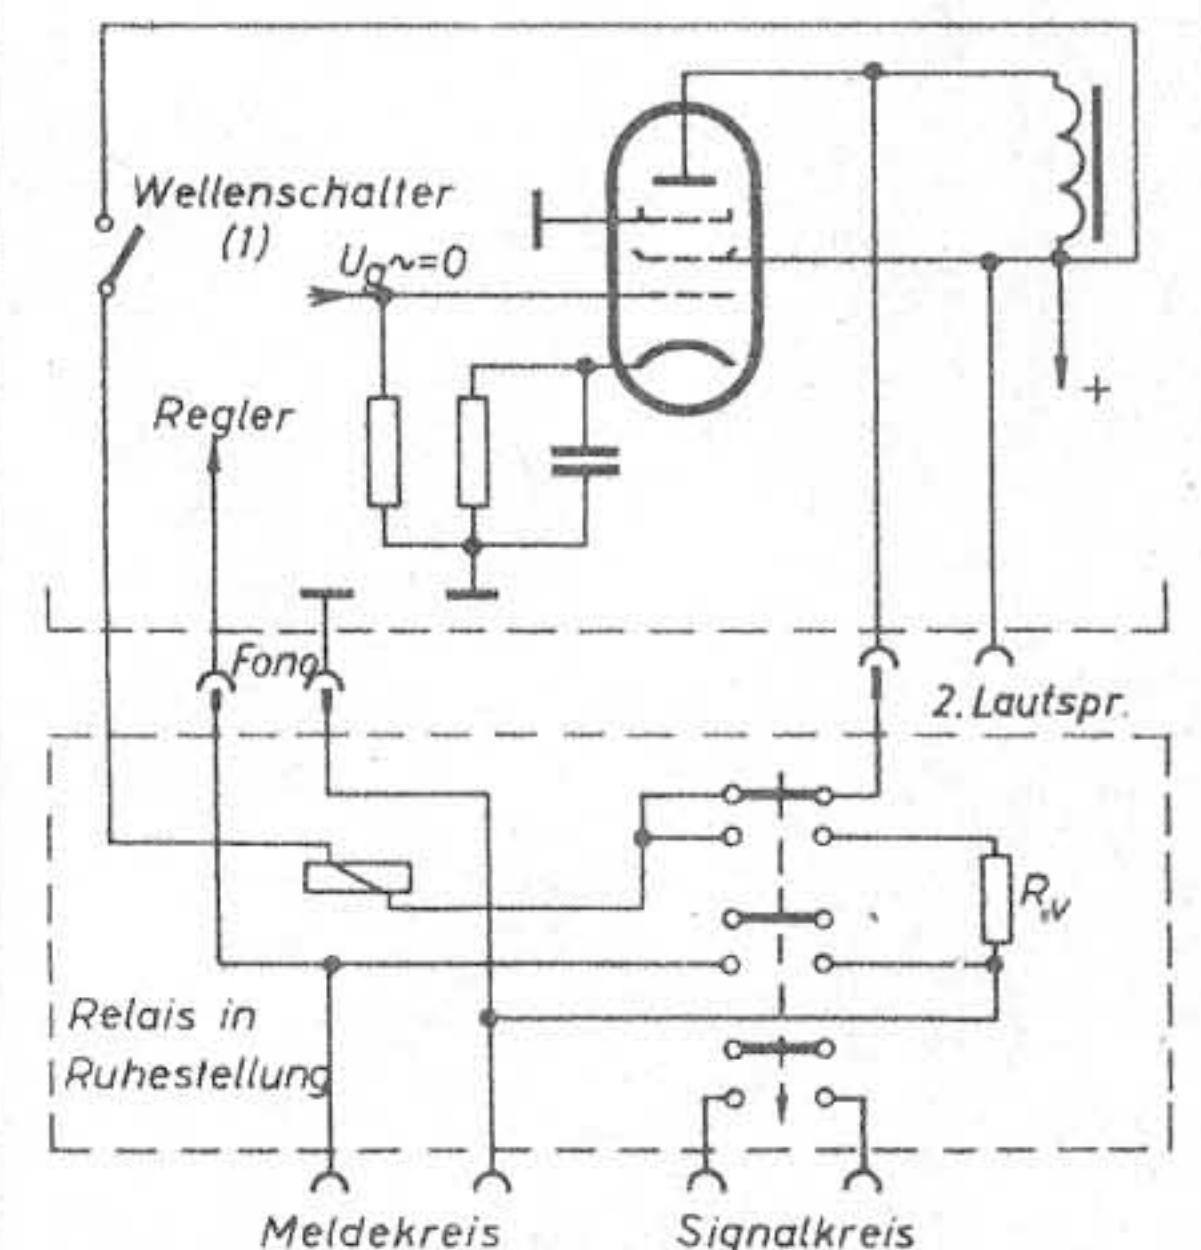 Wellenschalter
(1)
Ug~=0
+
Regler
Fono
2. Lautspr.
Rv
Relais in
Ruhestellung
Meldekreis
Signalkreis